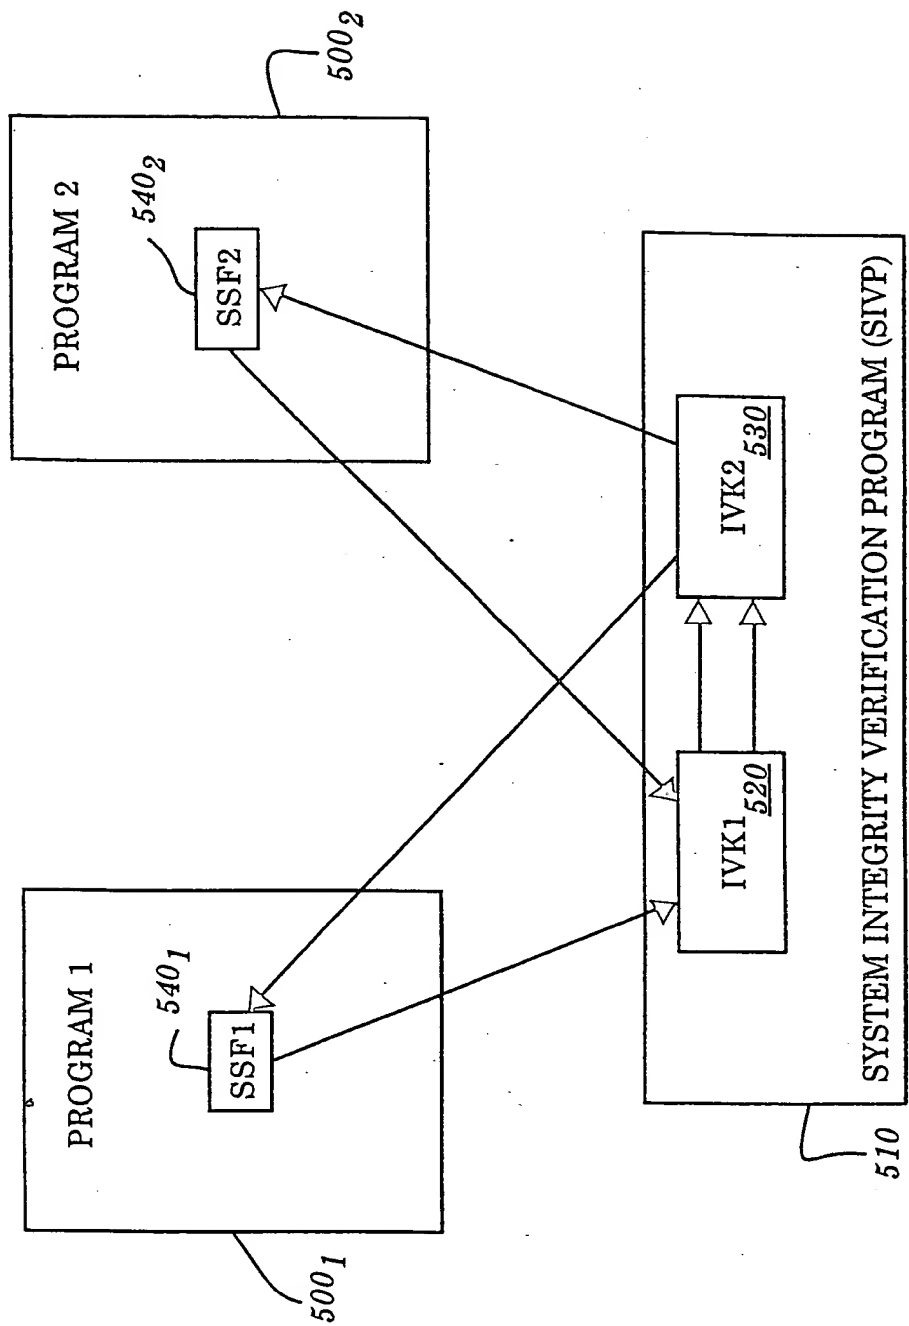 PROGRAM 1
540₁
SSF1
500₁
PROGRAM 2
540₂
SSF2
500₂
IVK1
520
IVK2
530
SYSTEM INTEGRITY VERIFICATION PROGRAM (SIVP)
510